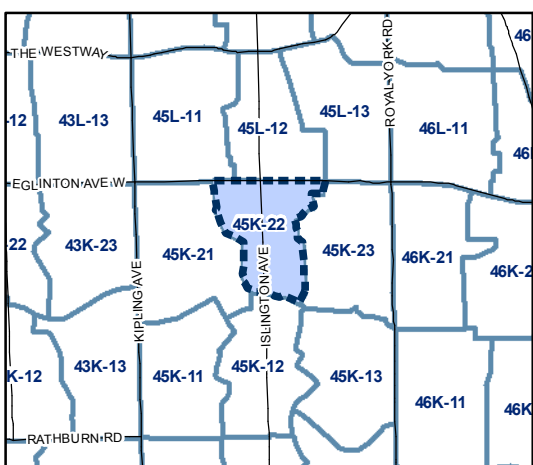 46
THE WESTWAY
ROYAL YORK RD
-12
43L-13
45L-11
45L-12
45L-13
46L-11
46
EGLINTON AVE W
22
43K-23
45K-21
45K-22
45K-23
46K-21
46K-2
KIPLING AVE
ISLINGTON AVE
K-12
43K-13
45K-11
45K-12
45K-13
46K-11
46K
RATHBURN RD